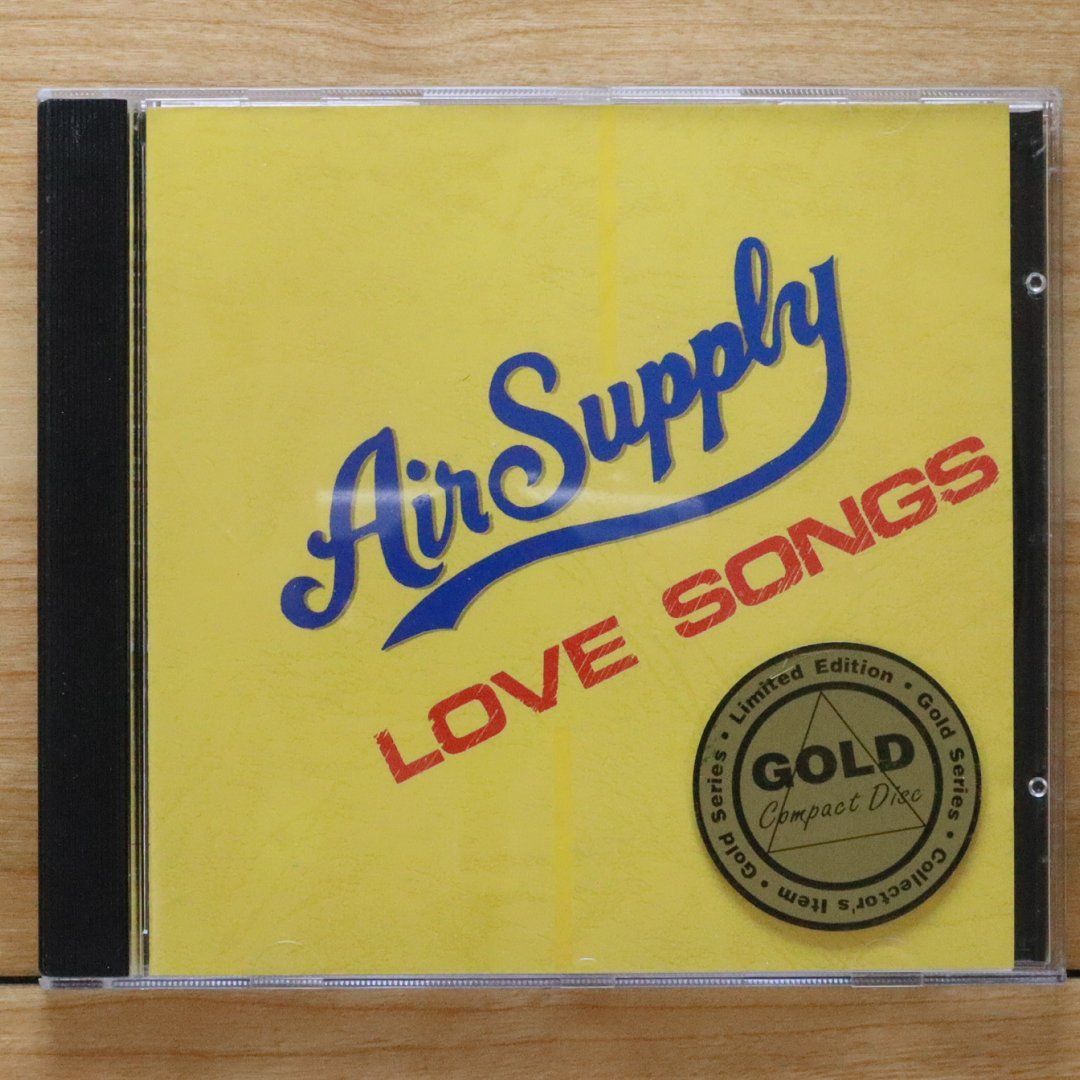 Air Supply
LOVE SONGS
Limited Edition • Gold Series • Collector's Item • Gold Series •
GOLD
Compact Disc